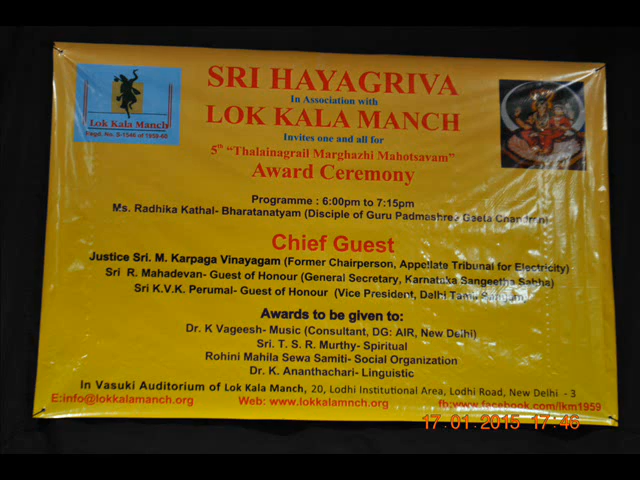 Lok Kala Manch
Regd. No. S-1546 of 1959-60
SRI HAYAGRIVA
In Association with
LOK KALA MANCH
Invites one and all for
5th "Thalainagrail Marghazhi Mahotsavam"
Award Ceremony
Programme : 6:00pm to 7:15pm
Ms. Radhika Kathal- Bharatanatyam (Disciple of Guru Padmashree Geeta Chandran)
Chief Guest
Justice Sri. M. Karpaga Vinayagam (Former Chairperson, Appellate Tribunal for Electricity)
Sri R. Mahadevan- Guest of Honour (General Secretary, Karnataka Sangeetha Sabha)
Sri K.V.K. Perumal- Guest of Honour (Vice President, Delhi Tamil Sangam)
Awards to be given to:
Dr. K Vageesh- Music (Consultant, DG: AIR, New Delhi)
Sri. T. S. R. Murthy- Spiritual
Rohini Mahila Sewa Samiti- Social Organization
Dr. K. Ananthachari- Linguistic
In Vasuki Auditorium of Lok Kala Manch, 20, Lodhi Institutional Area, Lodhi Road, New Delhi - 3
E:info@lokkalamanch.org Web: www.lokkalamnch.org fb:www.facebook.com/lkm1959
17.01.2015 17:46